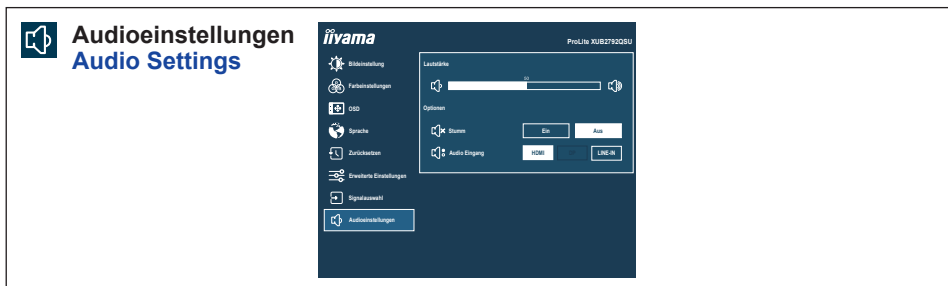 Audioeinstellungen
Audio Settings
iiyama
ProLite XUB2792QSU
Bildeinstellung
Farbeinstellungen
OSD
Sprache
Zurücksetzen
Erweiterte Einstellungen
Signalauswahl
Audioeinstellungen
Lautstärke
50
Optionen
Stumm
Ein
Aus
Audio Eingang
HDMI
LINE-IN